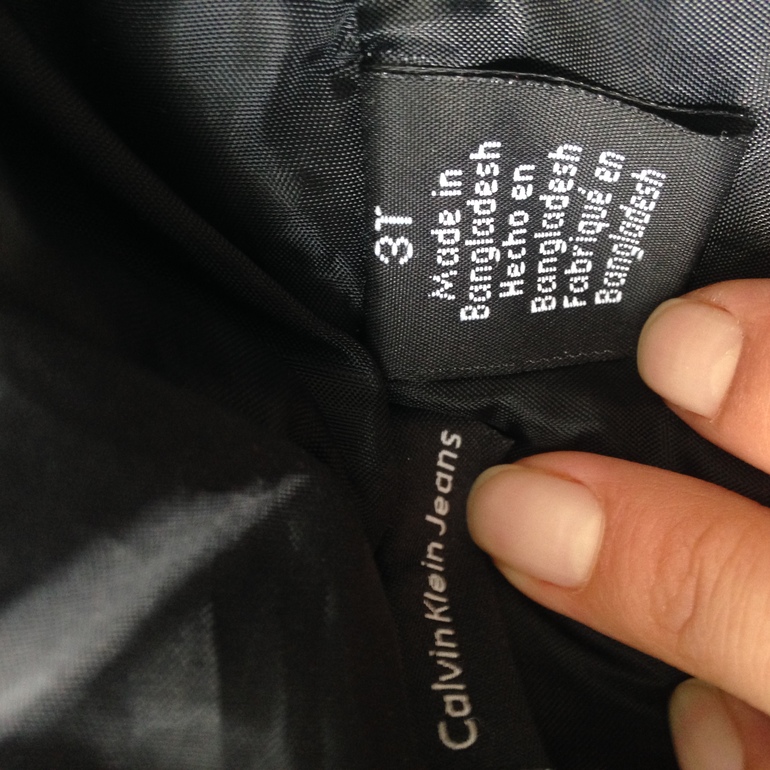 3T
Made in
Bangladesh
Hecho en
Bangladesh
Fabriqué en
Bangladesh
Calvin Klein Jeans